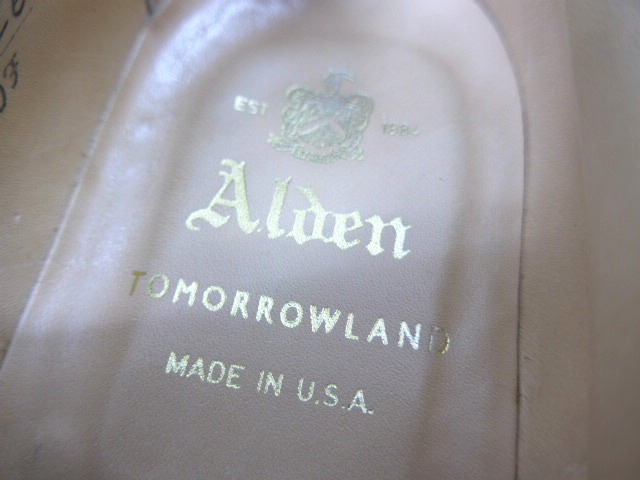 EST 1884
Alden
TOMORROWLAND
MADE IN U.S.A.